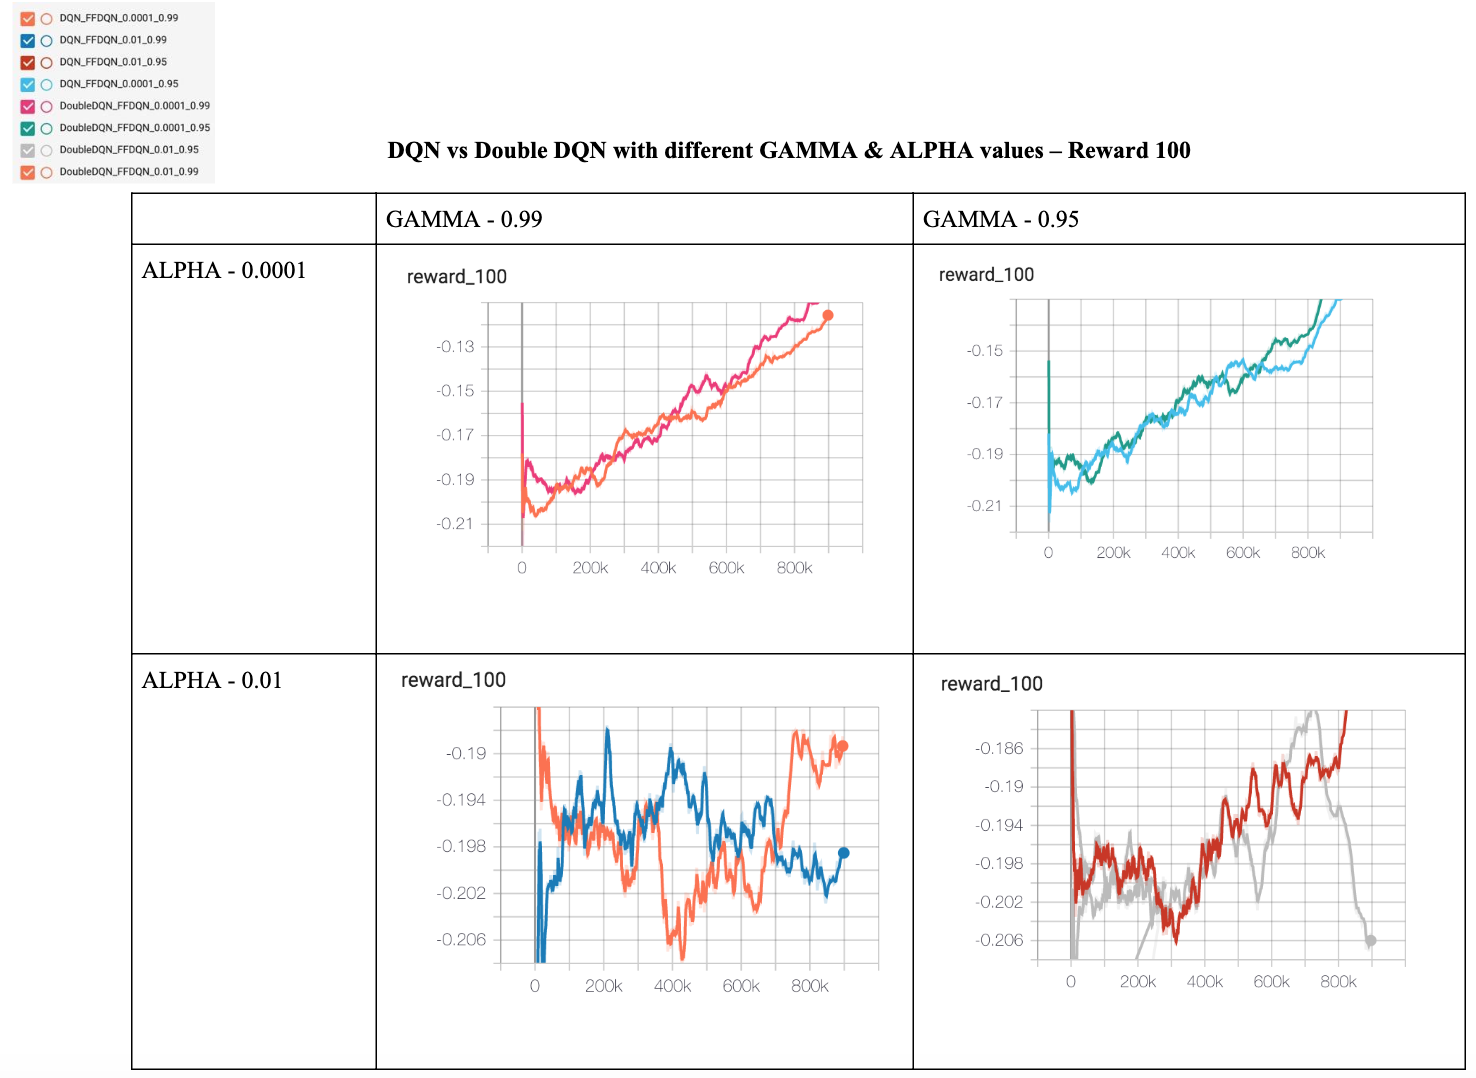 DQN_FFDQN_0.0001_0.99
DQN_FFDQN_0.01_0.99
DQN_FFDQN_0.01_0.95
DQN_FFDQN_0.0001_0.95
DoubleDQN_FFDQN_0.0001_0.99
DoubleDQN_FFDQN_0.0001_0.95
DoubleDQN_FFDQN_0.01_0.95
DoubleDQN_FFDQN_0.01_0.99
DQN vs Double DQN with different GAMMA & ALPHA values – Reward 100
GAMMA - 0.99
GAMMA - 0.95
ALPHA - 0.0001
reward_100
-0.13
-0.15
-0.17
-0.19
-0.21
0 200k 400k 600k 800k
reward_100
-0.15
-0.17
-0.19
-0.21
0 200k 400k 600k 800k
ALPHA - 0.01
reward_100
-0.19
-0.194
-0.198
-0.202
-0.206
0 200k 400k 600k 800k
reward_100
-0.186
-0.19
-0.194
-0.198
-0.202
-0.206
0 200k 400k 600k 800k